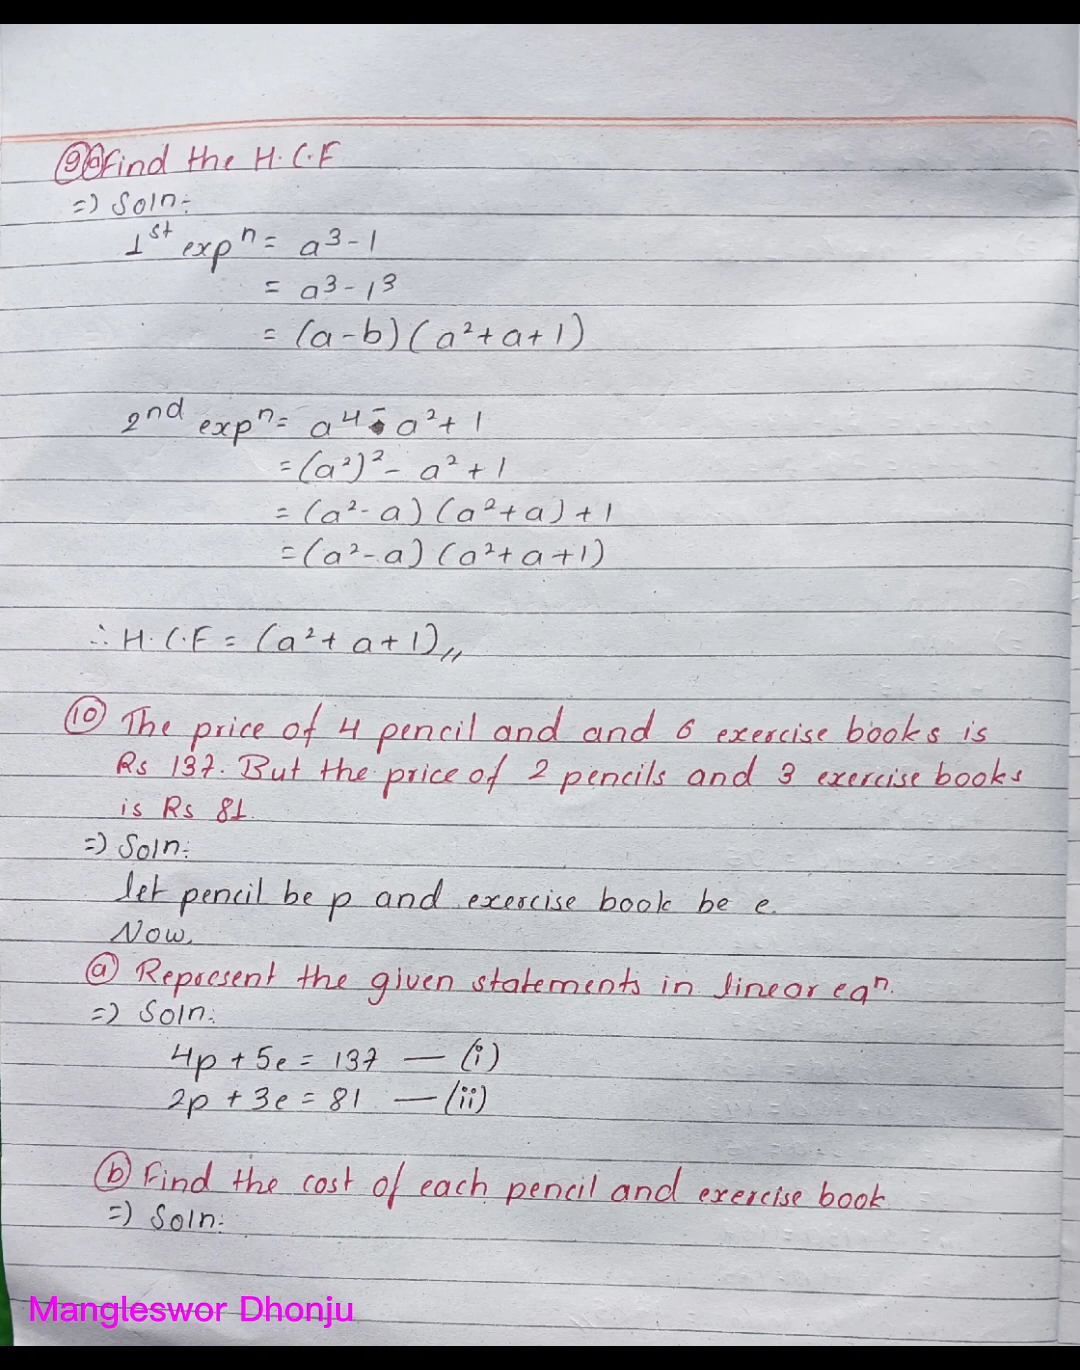 9 a Find the H.C.F
=> Soln:
1st expn = a³-1
= a³-1³
= (a-b)(a²+a+1)
2nd expn = a⁴-a²+1
= (a²)²- a²+1
= (a²-a)(a²+a)+1
= (a²-a)(a²+a+1)
∴ H.C.F = (a²+a+1)//
10 The price of 4 pencil and and 6 exercise books is
Rs 137. But the price of 2 pencils and 3 exercise books
is Rs 81.
=> Soln:
let pencil be p and exercise book be e.
Now,
a Represent the given statements in linear eqn.
=> Soln:
4p + 5e = 137 — (i)
2p + 3e = 81 — (ii)
b Find the cost of each pencil and exercise book
=> Soln:
Mangleswor Dhonju